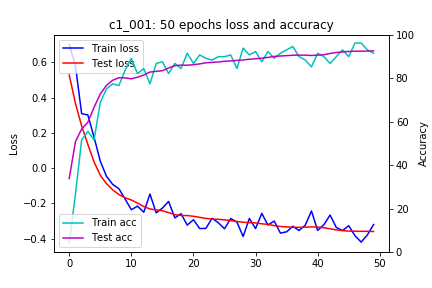 c1_001: 50 epochs loss and accuracy
Train loss
Test loss
Train acc
Test acc
Loss
0.6
0.4
0.2
0.0
−0.2
−0.4
Accuracy
100
80
60
40
20
0
0
10
20
30
40
50